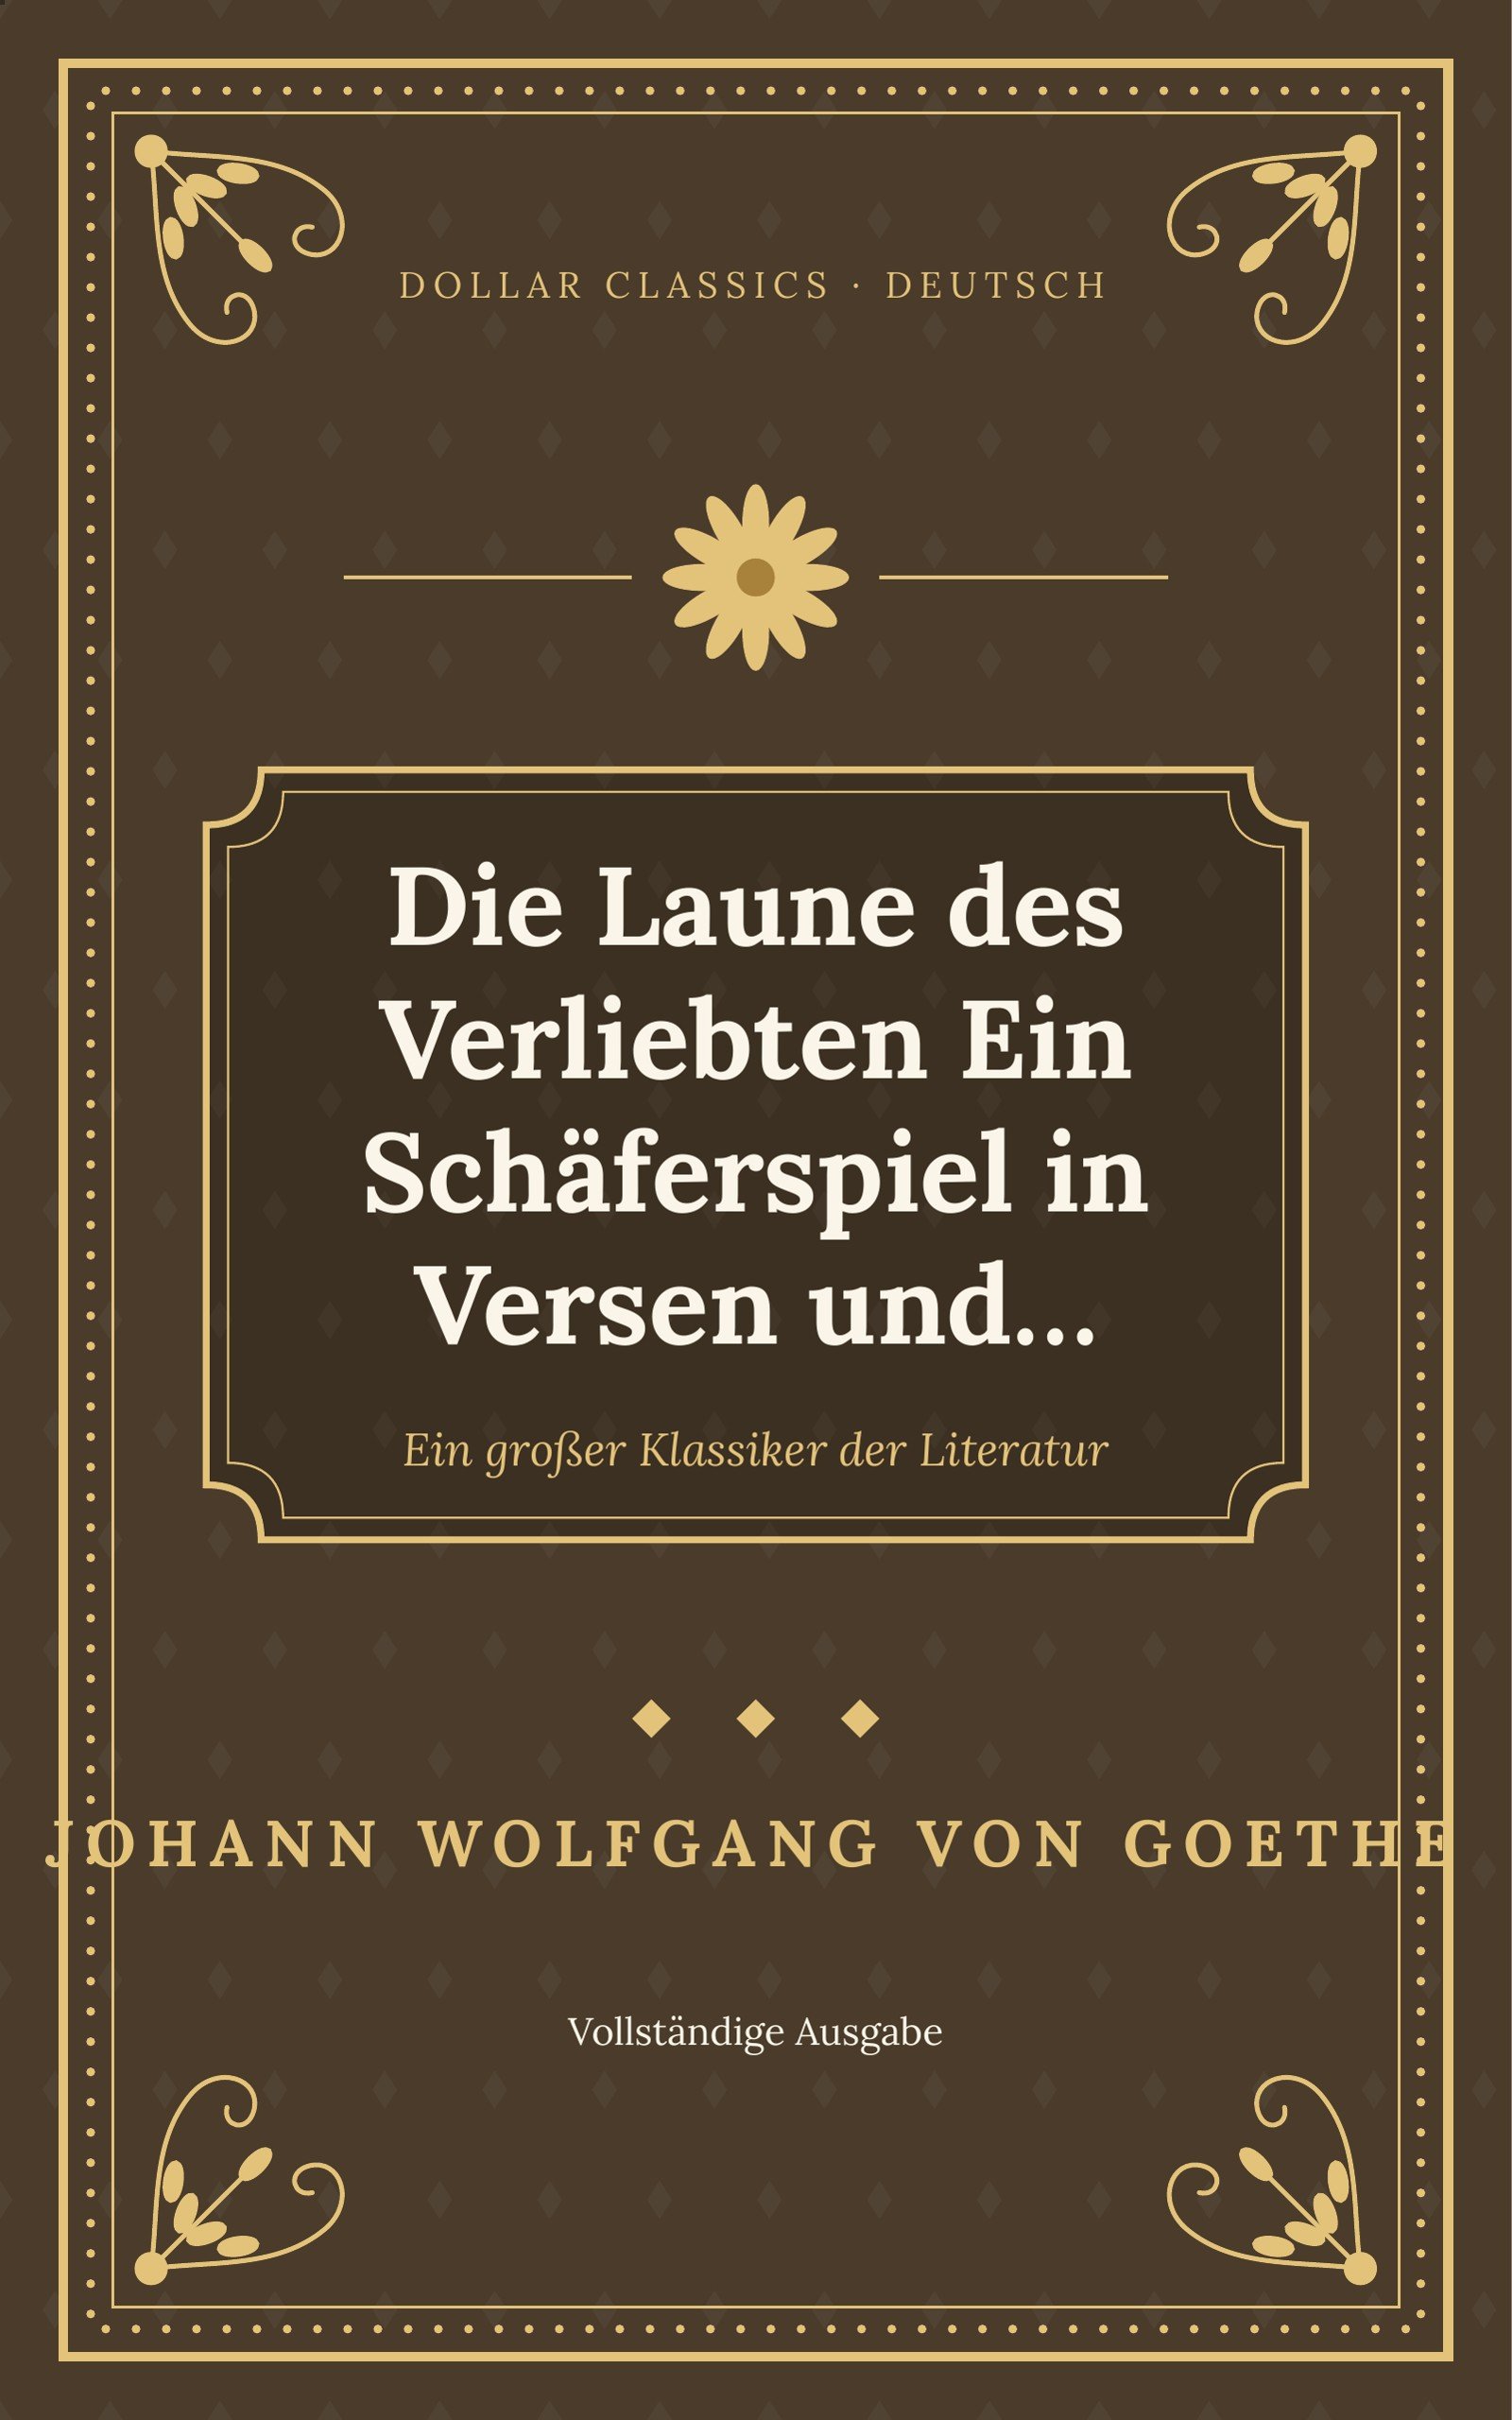 DOLLAR CLASSICS · DEUTSCH
Die Laune des
Verliebten Ein
Schäferspiel in
Versen und...
Ein großer Klassiker der Literatur
JOHANN WOLFGANG VON GOETHE
Vollständige Ausgabe